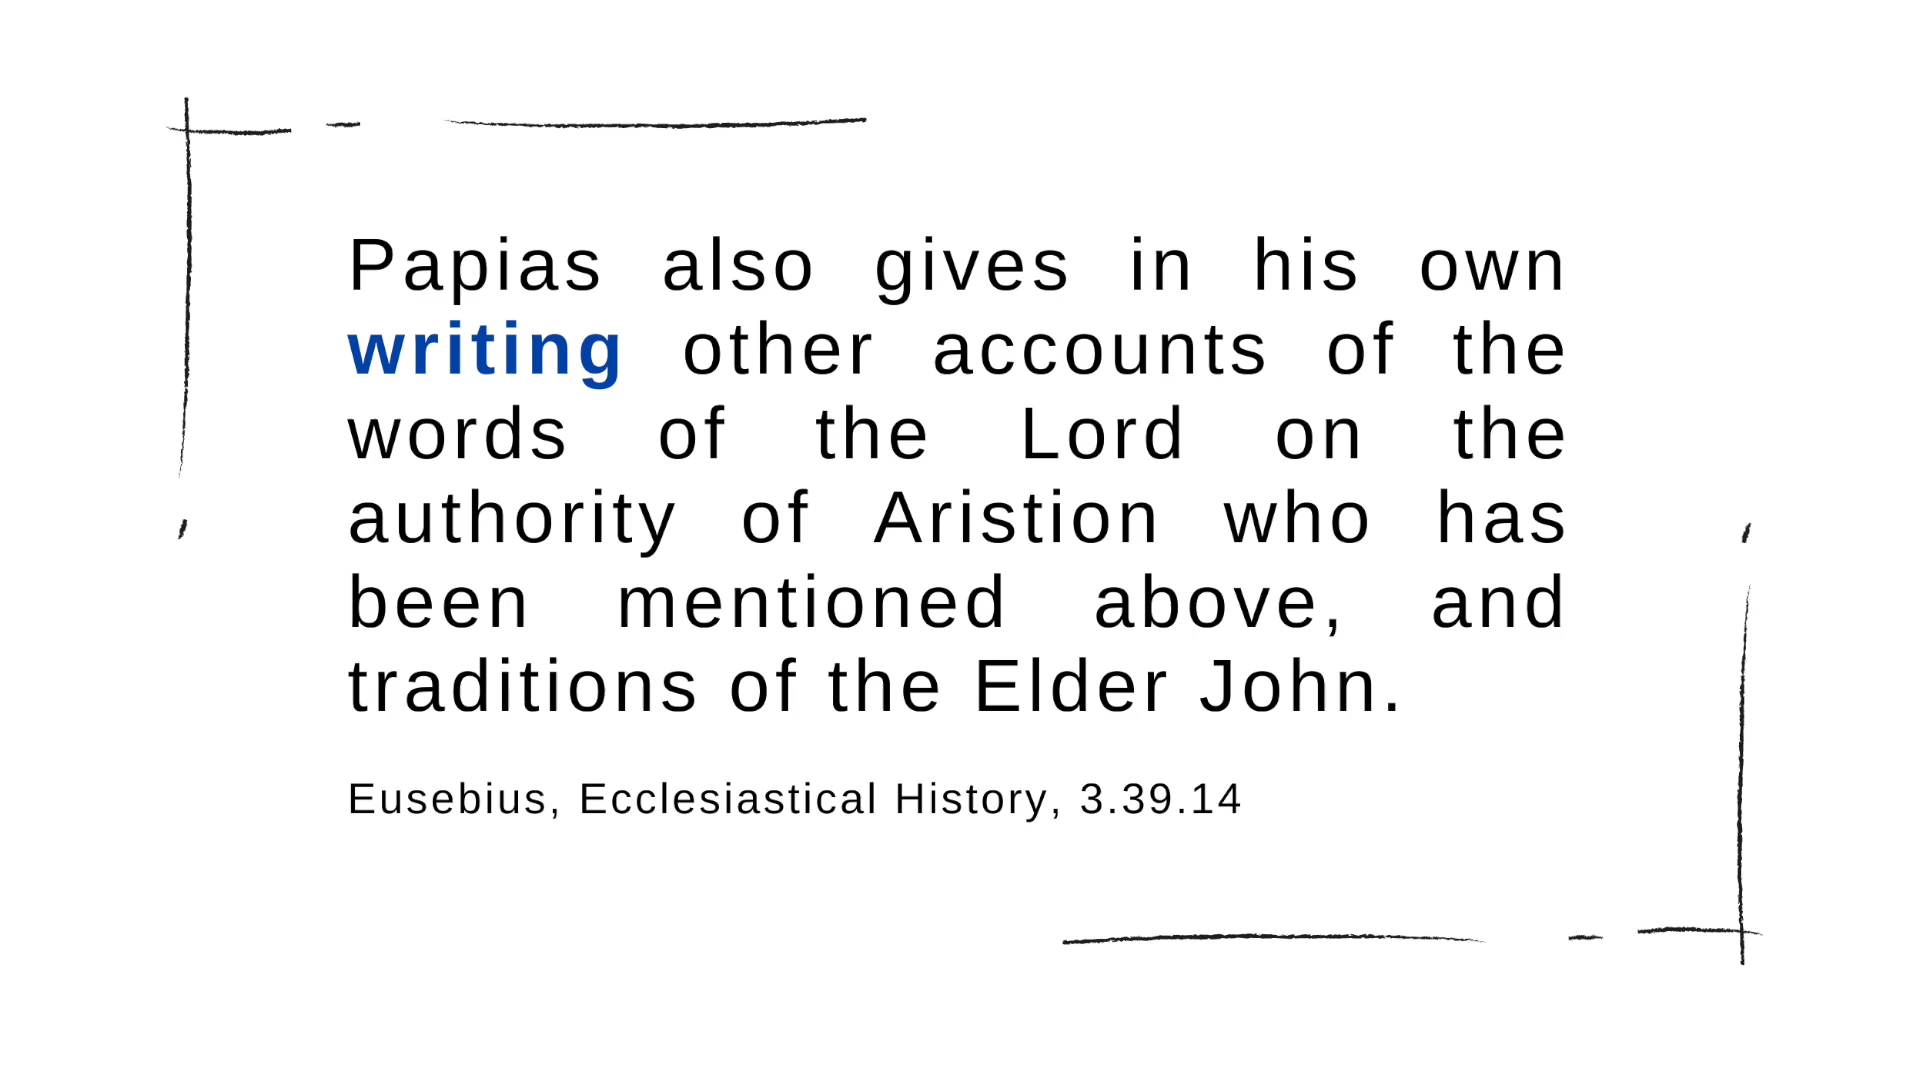 Papias also gives in his own
writing other accounts of the
words of the Lord on the
authority of Aristion who has
been mentioned above, and
traditions of the Elder John.
Eusebius, Ecclesiastical History, 3.39.14